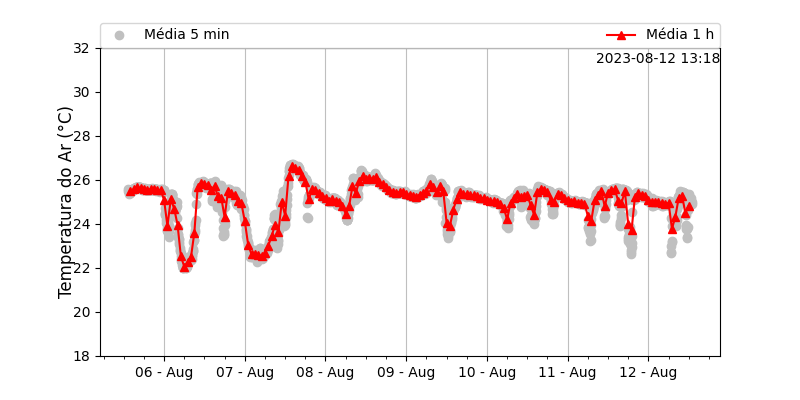 Média 5 min
Média 1 h
2023-08-12 13:18
Temperatura do Ar (°C)
32
30
28
26
24
22
20
18
06 - Aug
07 - Aug
08 - Aug
09 - Aug
10 - Aug
11 - Aug
12 - Aug